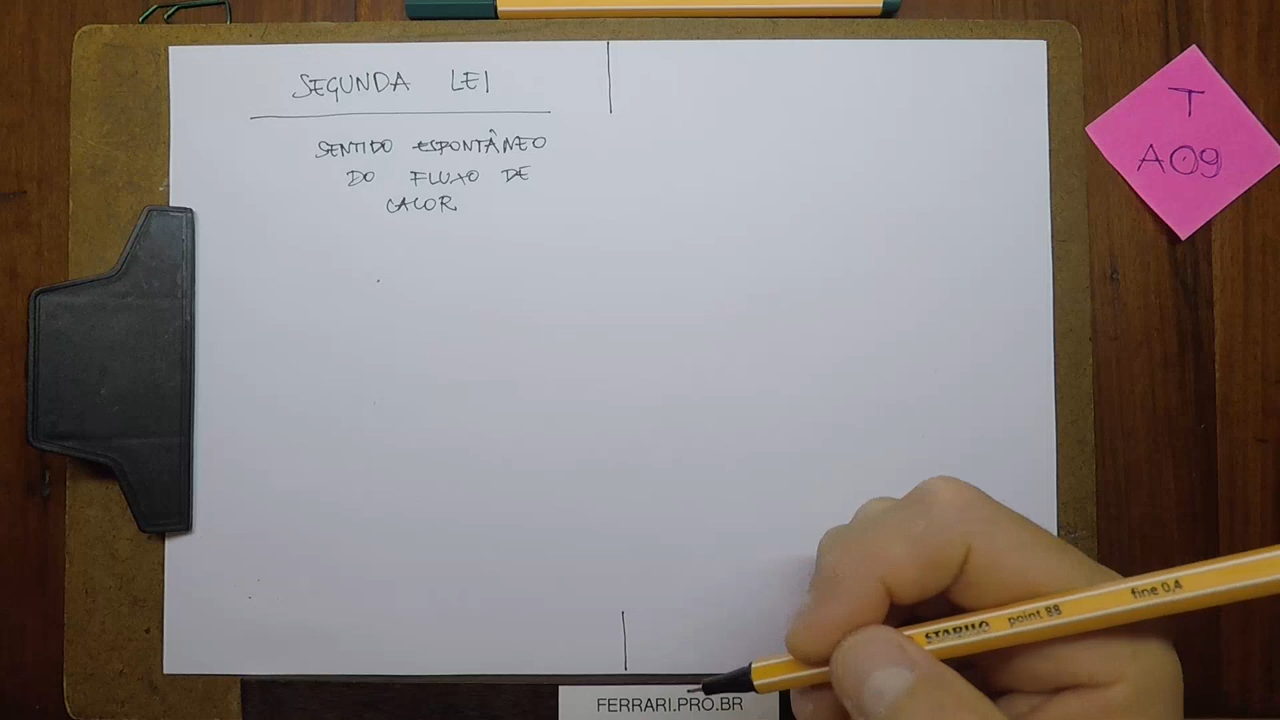 SEGUNDA LEI
SENTIDO ESPONTÂNEO
DO FLUXO DE
CALOR
T
A09
STABILO point 88 fine 0,4
FERRARI.PRO.BR